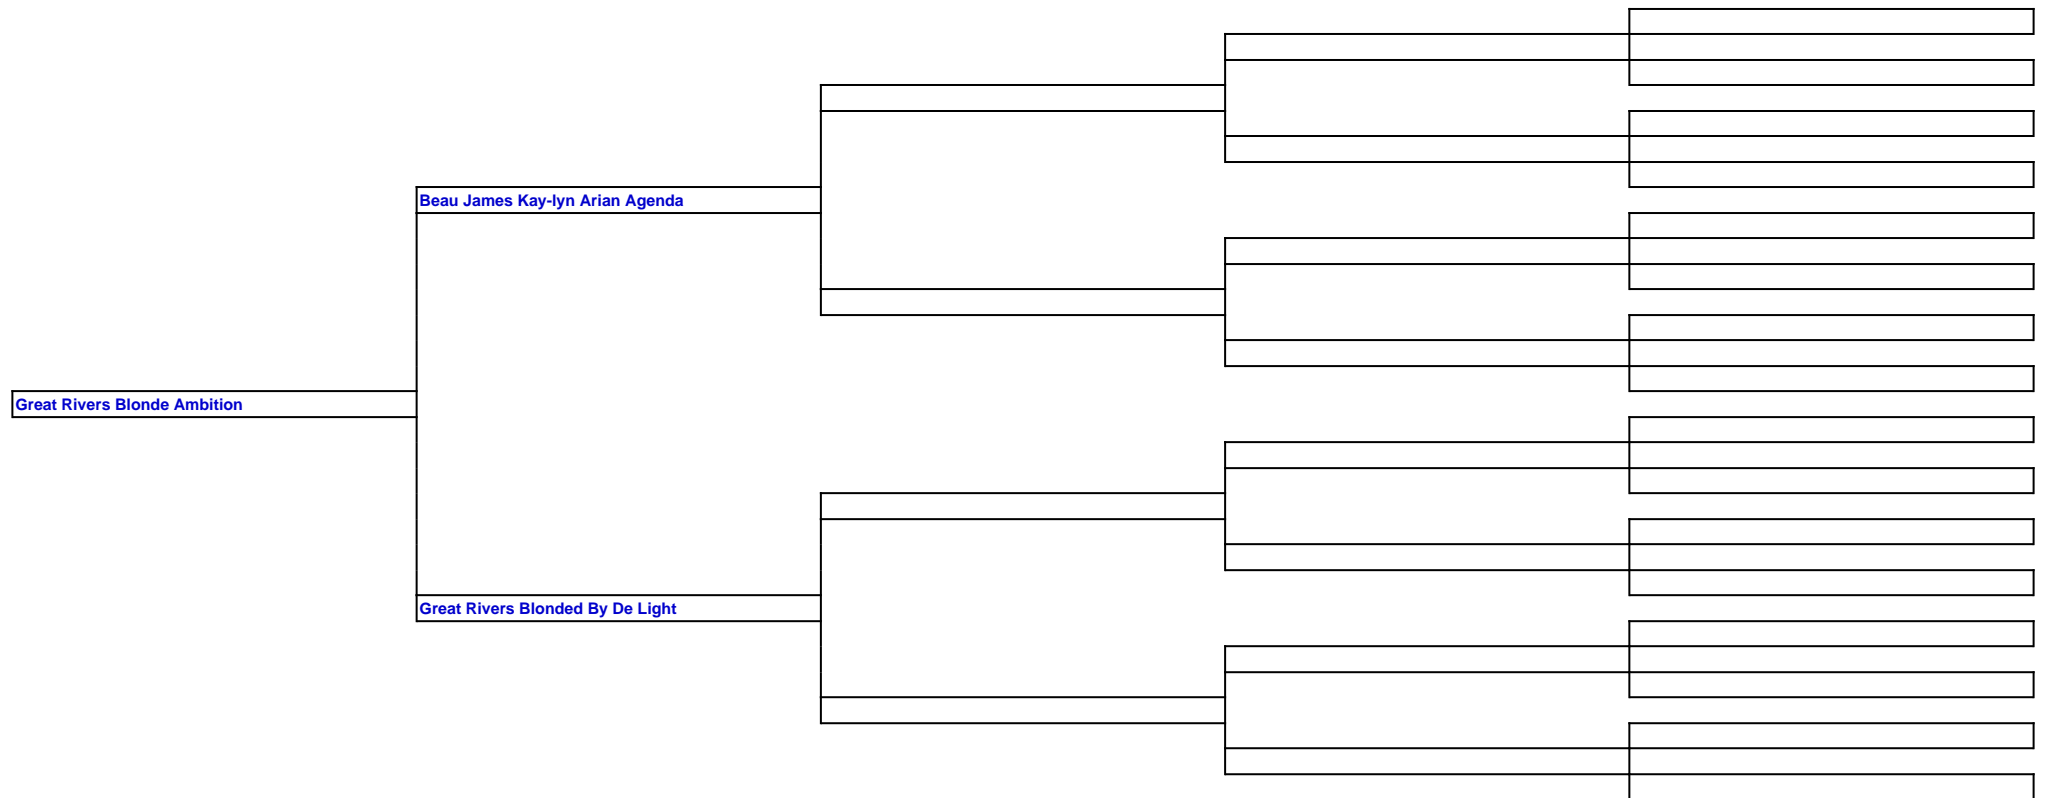 Beau James Kay-lyn Arian Agenda
Great Rivers Blonde Ambition
Great Rivers Blonded By De Light